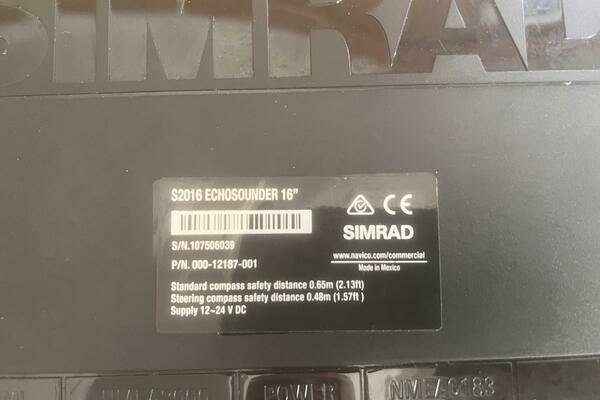 SIMRAD
S2016 ECHOSOUNDER 16"
S/N.107506039
P/N. 000-12187-001
CE
SIMRAD
www.navico.com/commercial
Made in Mexico
Standard compass safety distance 0.65m (2.13ft)
Steering compass safety distance 0.48m (1.57ft)
Supply 12~24 V DC
POWER
NMEA0183